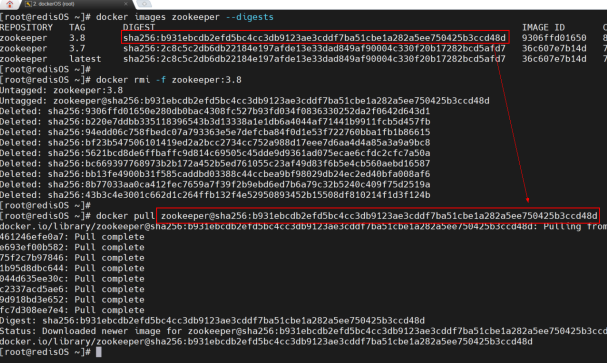 2 dockerOS (root)
[root@redisOS ~]# docker images zookeeper --digests
REPOSITORY TAG DIGEST IMAGE ID
zookeeper 3.8 sha256:b931ebcdb2efd5bc4cc3db9123ae3cddf7ba51cbe1a282a5ee750425b3ccd48d 9306ffd01650
zookeeper 3.7 sha256:2c8c5c2db6db22184e197afde13e33dad849af90004c330f20b17282bcd5afd7 36c607e7b14d
zookeeper latest sha256:2c8c5c2db6db22184e197afde13e33dad849af90004c330f20b17282bcd5afd7 36c607e7b14d
[root@redisOS ~]#
[root@redisOS ~]# docker rmi -f zookeeper:3.8
Untagged: zookeeper:3.8
Untagged: zookeeper@sha256:b931ebcdb2efd5bc4cc3db9123ae3cddf7ba51cbe1a282a5ee750425b3ccd48d
Deleted: sha256:9306ffd01650e280db0bac4308fc527b93fd034f0836330252da2f0642d643d1
Deleted: sha256:b220e7ddbb335118396543b3d13338a1e1db6a4044af71441b9911fcb5d457fb
Deleted: sha256:94edd06c758fbedc07a793363e5e7defcba84f0d1e53f722760bba1fb1b86615
Deleted: sha256:bf23b547506101419ed2a2bcc2734cc752a988d17eee7d6aa4d4a85a3a9a9bc8
Deleted: sha256:5621bcd8de6ffbaffc9d814c69505c45dde9d9361ad075ecae6cfdc2cfc7a50a
Deleted: sha256:bc669397768973b2b172a452b5ed761055c23af49d83f6b5e4cb560aebd16587
Deleted: sha256:bb13fe4900b31f585caddbd03388c44ccbea9bf98029db24ec2ed40bfa008af6
Deleted: sha256:8b77033aa0ca412fec7659a7f39f2b9ebd6ed7b6a79c32b5240c409f75d2519a
Deleted: sha256:43b3c4e3001c662d1c264ffb132f4e52950893452b15508df810214f1d3f124b
[root@redisOS ~]#
[root@redisOS ~]# docker pull zookeeper@sha256:b931ebcdb2efd5bc4cc3db9123ae3cddf7ba51cbe1a282a5ee750425b3ccd48d
docker.io/library/zookeeper@sha256:b931ebcdb2efd5bc4cc3db9123ae3cddf7ba51cbe1a282a5ee750425b3ccd48d: Pulling from
461246efe0a7: Pull complete
e693ef00b582: Pull complete
75f2c7b97846: Pull complete
1b95d8dbc644: Pull complete
044d635ee30c: Pull complete
c2337acd5ae6: Pull complete
9d918bd3e652: Pull complete
fc7d308ee7e4: Pull complete
Digest: sha256:b931ebcdb2efd5bc4cc3db9123ae3cddf7ba51cbe1a282a5ee750425b3ccd48d
Status: Downloaded newer image for zookeeper@sha256:b931ebcdb2efd5bc4cc3db9123ae3cddf7ba51cbe1a282a5ee750425b3ccd
docker.io/library/zookeeper@sha256:b931ebcdb2efd5bc4cc3db9123ae3cddf7ba51cbe1a282a5ee750425b3ccd48d
[root@redisOS ~]#